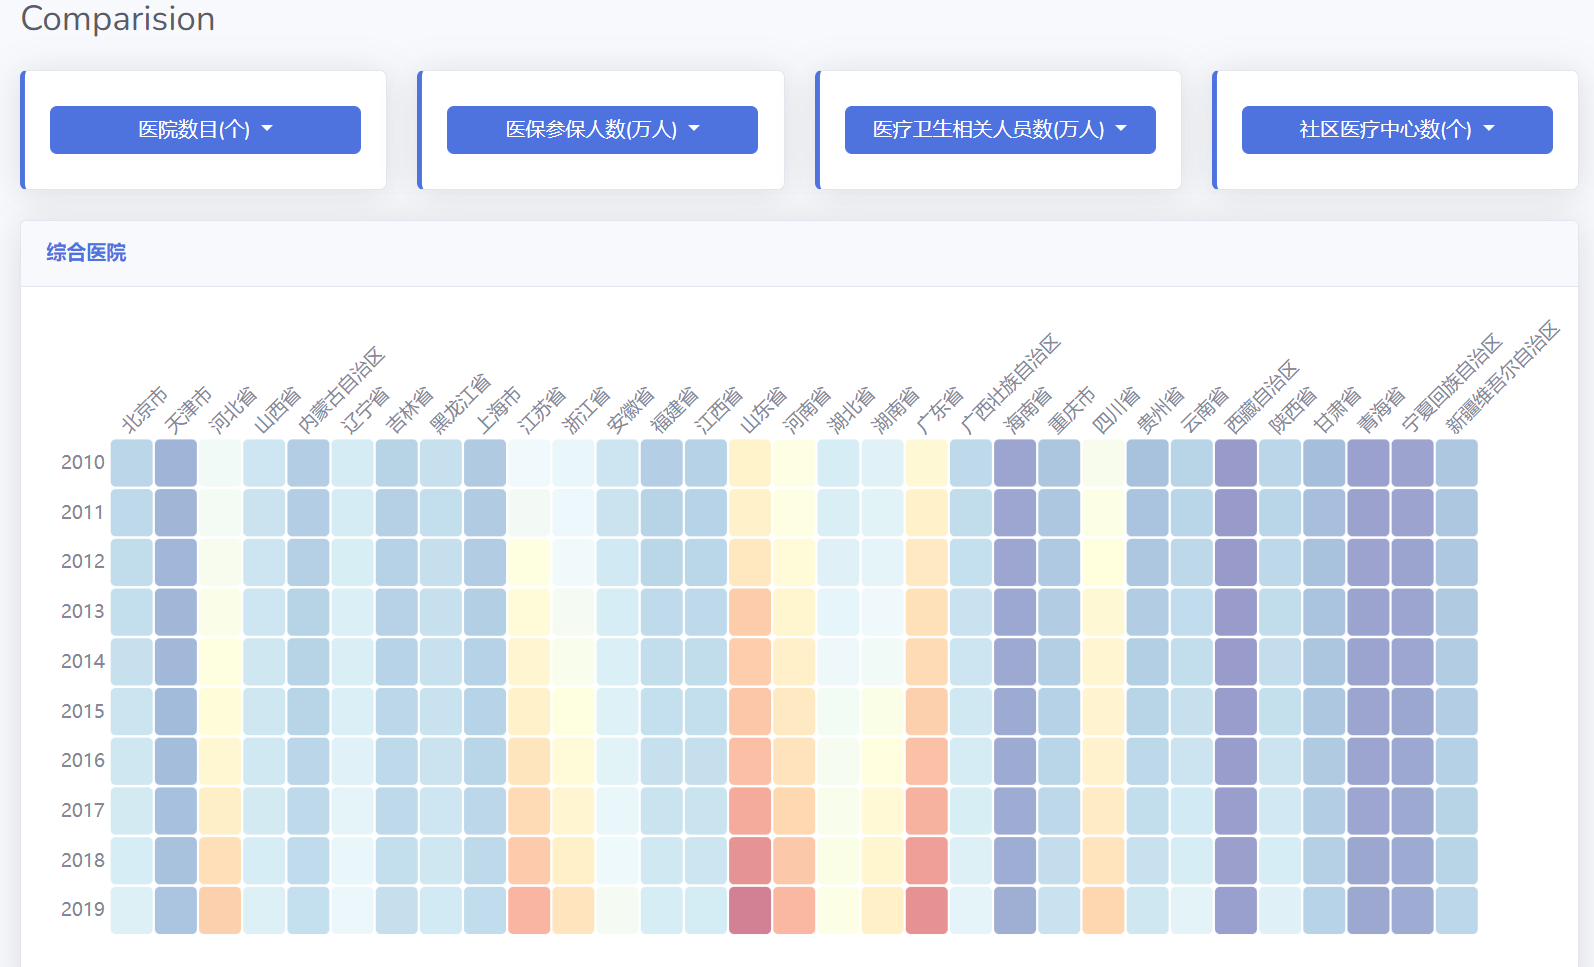 Comparision
医院数目(个)
医保参保人数(万人)
医疗卫生相关人员数(万人)
社区医疗中心数(个)
综合医院
北京市
天津市
河北省
山西省
内蒙古自治区
辽宁省
吉林省
黑龙江省
上海市
江苏省
浙江省
安徽省
福建省
江西省
山东省
河南省
湖北省
湖南省
广东省
广西壮族自治区
海南省
重庆市
四川省
贵州省
云南省
西藏自治区
陕西省
甘肃省
青海省
宁夏回族自治区
新疆维吾尔自治区
2010
2011
2012
2013
2014
2015
2016
2017
2018
2019